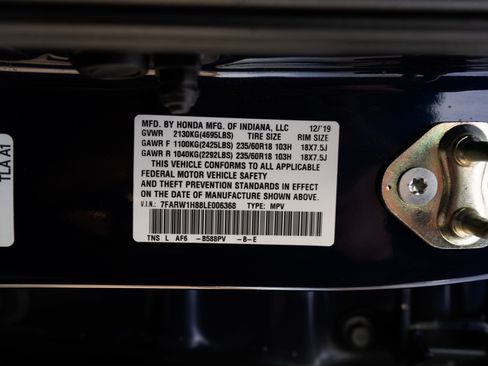 MFD. BY HONDA MFG. OF INDIANA, LLC 12/'19
GVWR 2130KG(4695LBS) TIRE SIZE RIM SIZE
GAWR F 1100KG(2425LBS) 235/60R18 103H 18X7.5J
GAWR R 1040KG(2292LBS) 235/60R18 103H 18X7.5J
THIS VEHICLE CONFORMS TO ALL APPLICABLE
FEDERAL MOTOR VEHICLE SAFETY
AND THEFT PREVENTION STANDARDS IN EFFECT
ON THE DATE OF MANUFACTURE SHOWN ABOVE.
V.I.N.: 7FARW1H88LE006368 TYPE: MPV
TNS L AF6 -B588PV -B-E
1LA A1